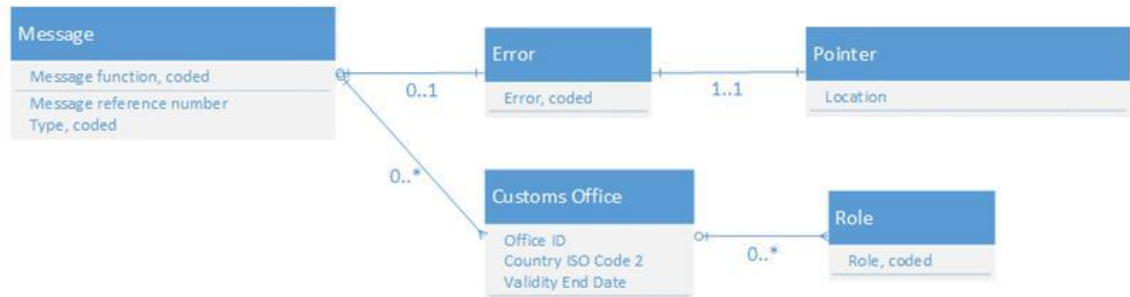 Message
Message function, coded
Message reference number
Type, coded
0..1
Error
Error, coded
1..1
Pointer
Location
0..*
Customs Office
Office ID
Country ISO Code 2
Validity End Date
0..*
Role
Role, coded